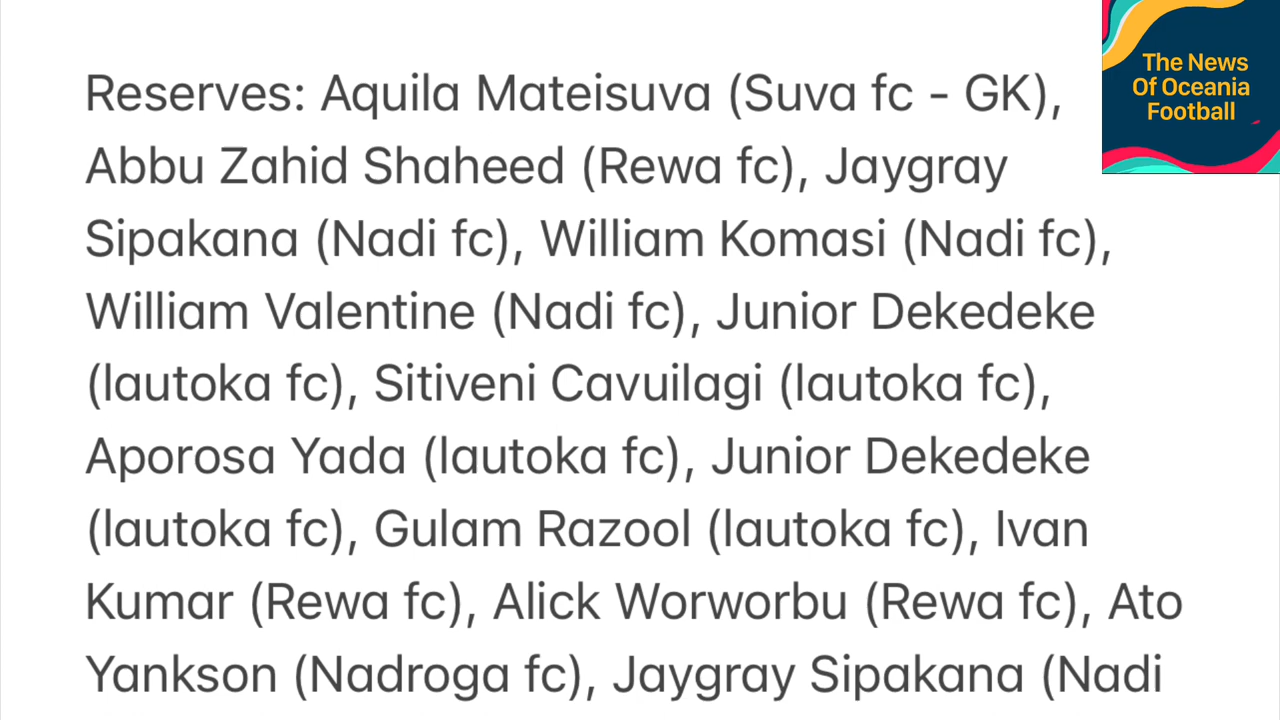 Reserves: Aquila Mateisuva (Suva fc - GK),
Abbu Zahid Shaheed (Rewa fc), Jaygray
Sipakana (Nadi fc), William Komasi (Nadi fc),
William Valentine (Nadi fc), Junior Dekedeke
(lautoka fc), Sitiveni Cavuilagi (lautoka fc),
Aporosa Yada (lautoka fc), Junior Dekedeke
(lautoka fc), Gulam Razool (lautoka fc), Ivan
Kumar (Rewa fc), Alick Worworbu (Rewa fc), Ato
Yankson (Nadroga fc), Jaygray Sipakana (Nadi
The News
Of Oceania
Football